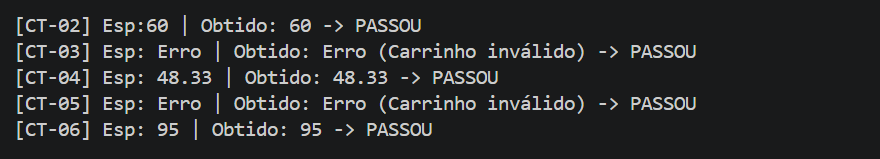 [CT-02] Esp:60 | Obtido: 60 -> PASSOU
[CT-03] Esp: Erro | Obtido: Erro (Carrinho inválido) -> PASSOU
[CT-04] Esp: 48.33 | Obtido: 48.33 -> PASSOU
[CT-05] Esp: Erro | Obtido: Erro (Carrinho inválido) -> PASSOU
[CT-06] Esp: 95 | Obtido: 95 -> PASSOU